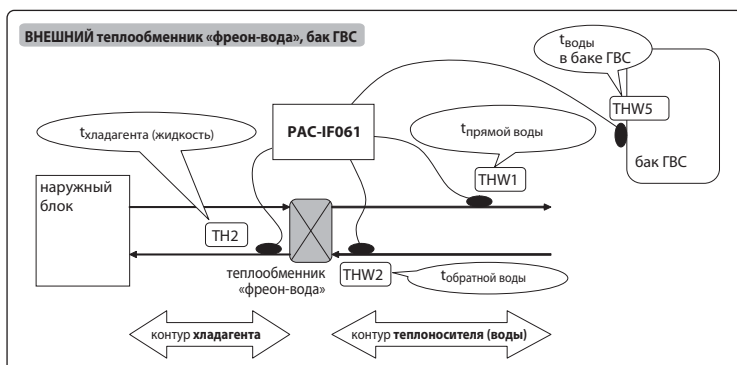 ВНЕШНИЙ теплообменник «фреон-вода», бак ГВС
tводы
в баке ГВС
THW5
бак ГВС
PAC-IF061
tхладагента (жидкость)
tпрямой воды
THW1
наружный
блок
TH2
теплообменник
«фреон-вода»
THW2
tобратной воды
контур хладагента
контур теплоносителя (воды)